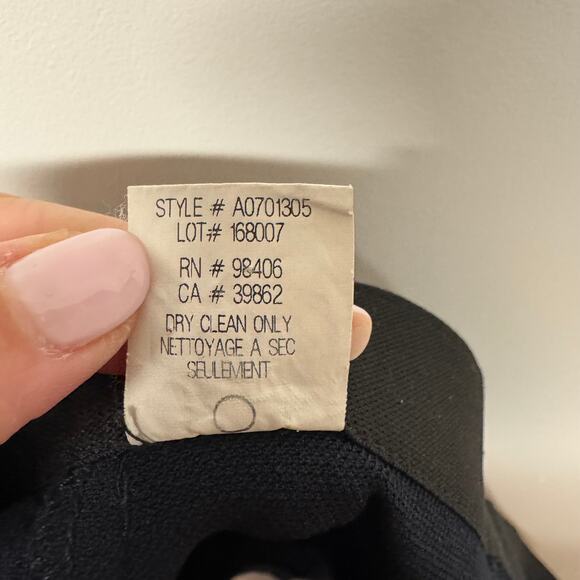 STYLE # A0701305
LOT# 168007
RN # 98406
CA # 39862
DRY CLEAN ONLY
NETTOYAGE A SEC
SEULEMENT